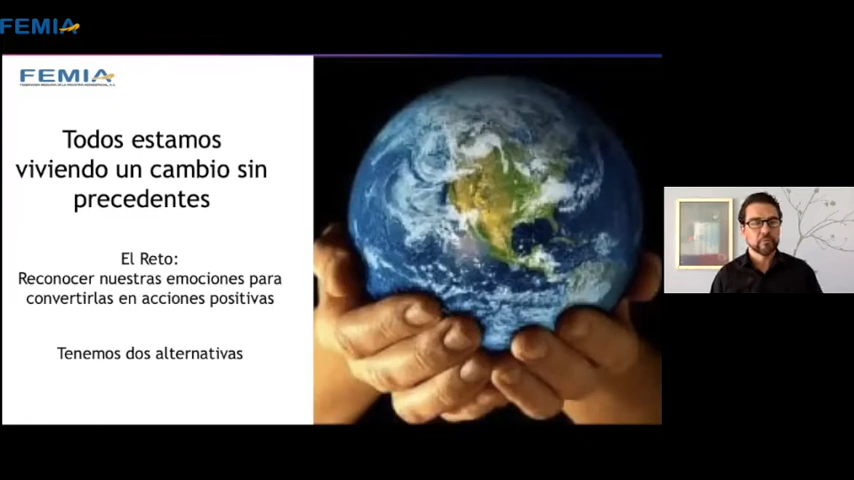 FEMIA
FEMIA
Todos estamos
viviendo un cambio sin
precedentes
El Reto:
Reconocer nuestras emociones para
convertirlas en acciones positivas
Tenemos dos alternativas